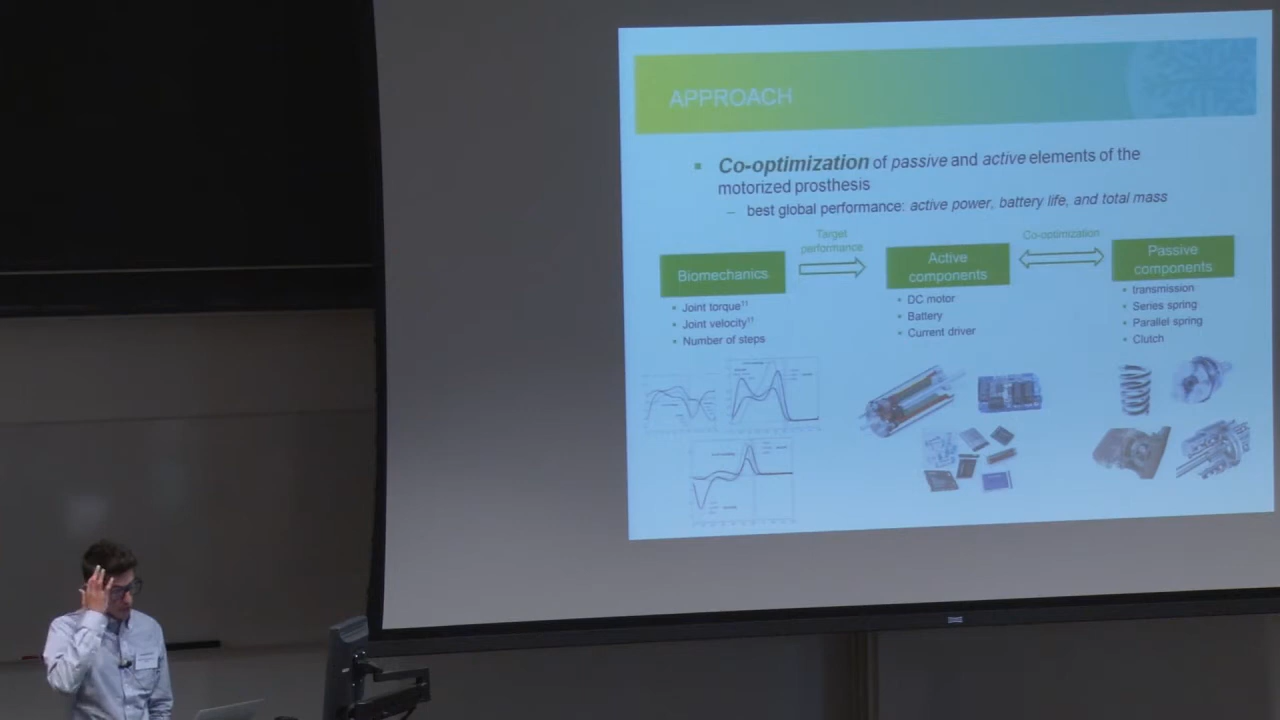 APPROACH
Co-optimization of passive and active elements of the
motorized prosthesis
best global performance: active power, battery life, and total mass
Target
performance
Co-optimization
Biomechanics
Active
components
Passive
components
Joint torque¹¹
Joint velocity¹¹
Number of steps
DC motor
Battery
Current driver
Transmission
Series spring
Parallel spring
Clutch